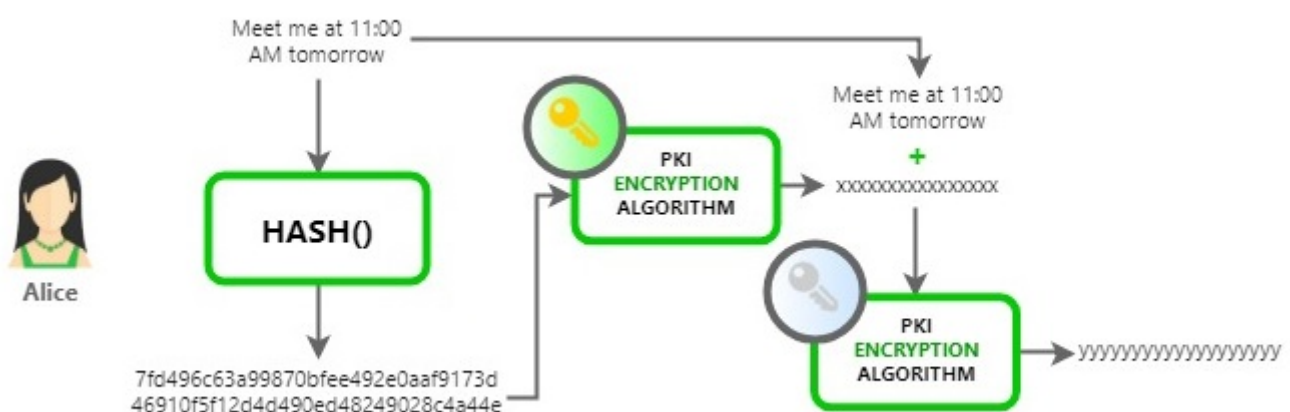 Meet me at 11:00
AM tomorrow
Meet me at 11:00
AM tomorrow
+
xxxxxxxxxxxxxxxx
PKI
ENCRYPTION
ALGORITHM
HASH()
Alice
PKI
ENCRYPTION
ALGORITHM
yyyyyyyyyyyyyyyyyyy
7fd496c63a99870bfee492e0aaf9173d
46910f5f12d4d490ed48249028c4a44e